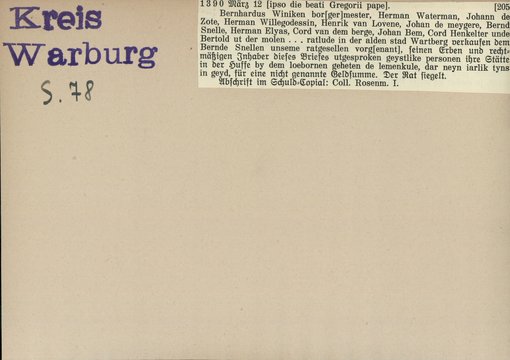 Kreis
Warburg
S. 78
1390 März 12 [ipso die beati Gregorii pape]. [205
Bernhardus Winiken bor[ger]mester, Herman Waterman, Johann de
Zote, Herman Willegodessin, Henrik van Lovene, Johan de meygere, Bernd
Snelle, Herman Elyas, Cord van dem berge, Johan Bem, Cord Henkelter unde
Bertold ut der molen . . . ratlude in der alden stad Wartberg verkaufen dem
Bernde Snellen unseme ratgesellen vorg[enant], seinen Erben und recht-
mäßigen Inhaber dieses Briefes utgesproken geystlike personen ihre Stätte
in der Huffe by dem loebornen geheten de lemenkule, dar neyn iarlik tyns
in geyd, für eine nicht genannte Geldsumme. Der Rat siegelt.
Abschrift im Schuld-Copial: Coll. Rosenm. I.